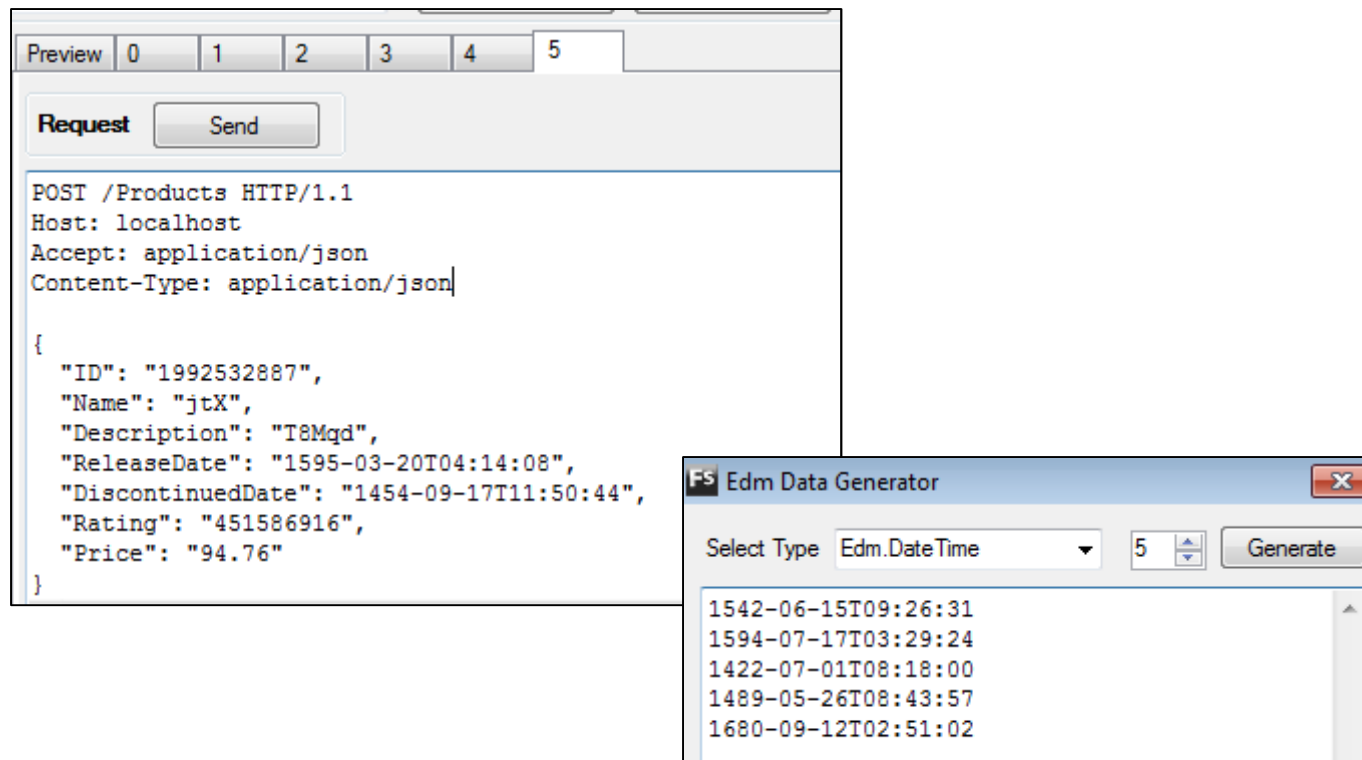 Preview 0 1 2 3 4 5
Request Send
POST /Products HTTP/1.1
Host: localhost
Accept: application/json
Content-Type: application/json
{
"ID": "1992532887",
"Name": "jtX",
"Description": "T8Mqd",
"ReleaseDate": "1595-03-20T04:14:08",
"DiscontinuedDate": "1454-09-17T11:50:44",
"Rating": "451586916",
"Price": "94.76"
}
FS Edm Data Generator
Select Type Edm.DateTime 5 Generate
1542-06-15T09:26:31
1594-07-17T03:29:24
1422-07-01T08:18:00
1489-05-26T08:43:57
1680-09-12T02:51:02